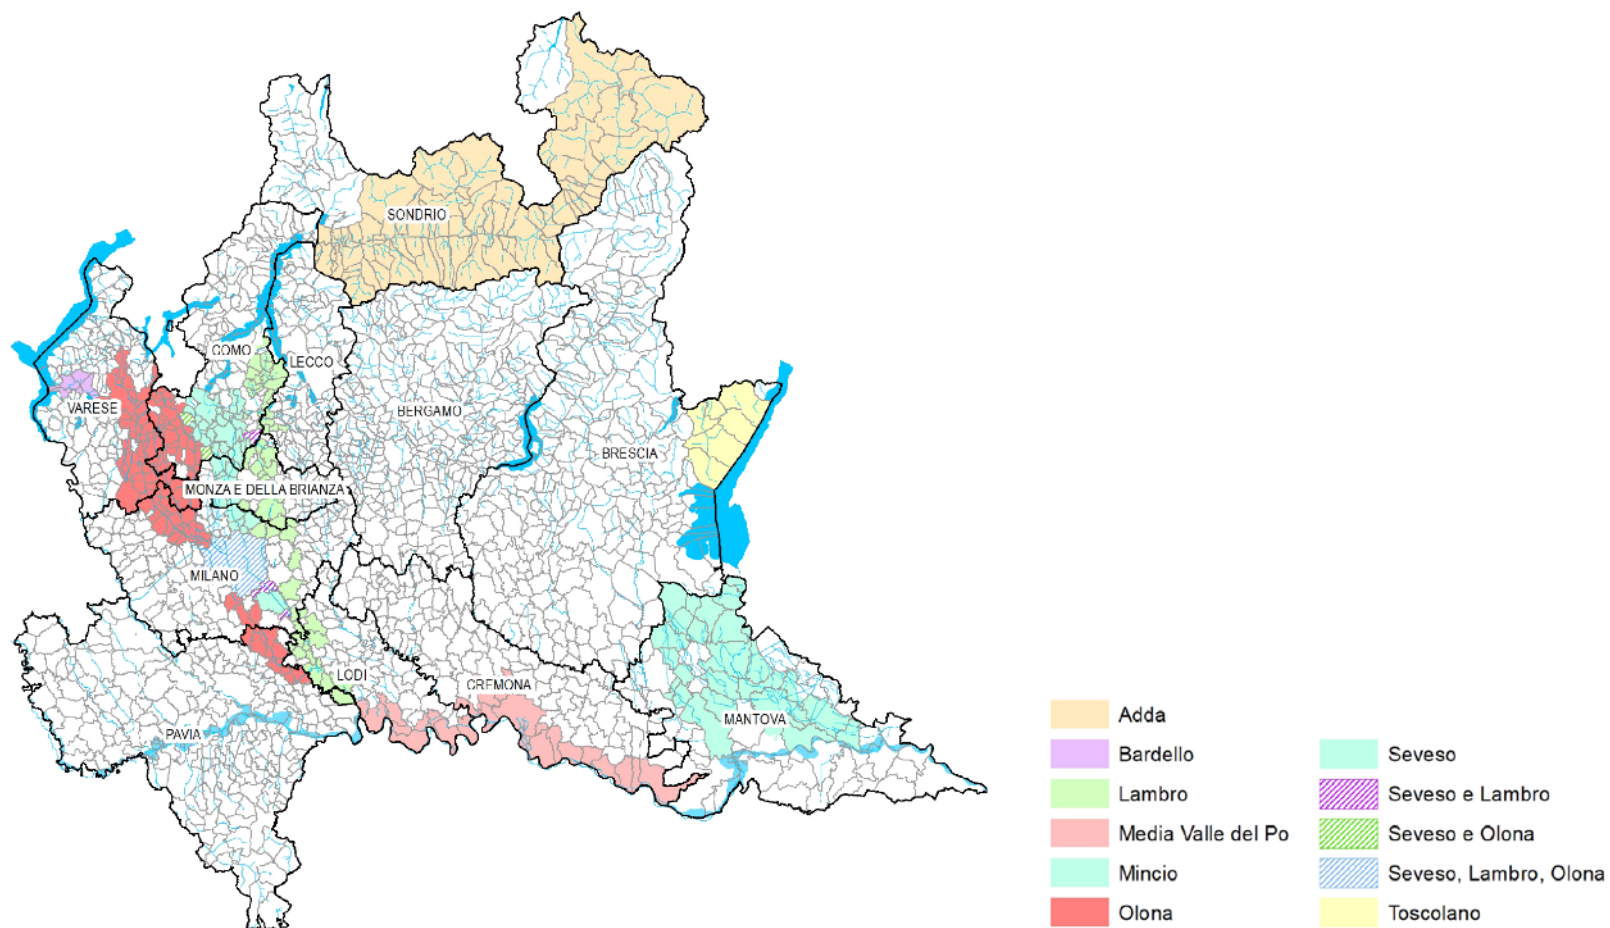 SONDRIO
COMO
LECCO
VARESE
BERGAMO
BRESCIA
MONZA E DELLA BRIANZA
MILANO
LODI
CREMONA
MANTOVA
PAVIA
Adda
Bardello
Lambro
Media Valle del Po
Mincio
Olona
Seveso
Seveso e Lambro
Seveso e Olona
Seveso, Lambro, Olona
Toscolano